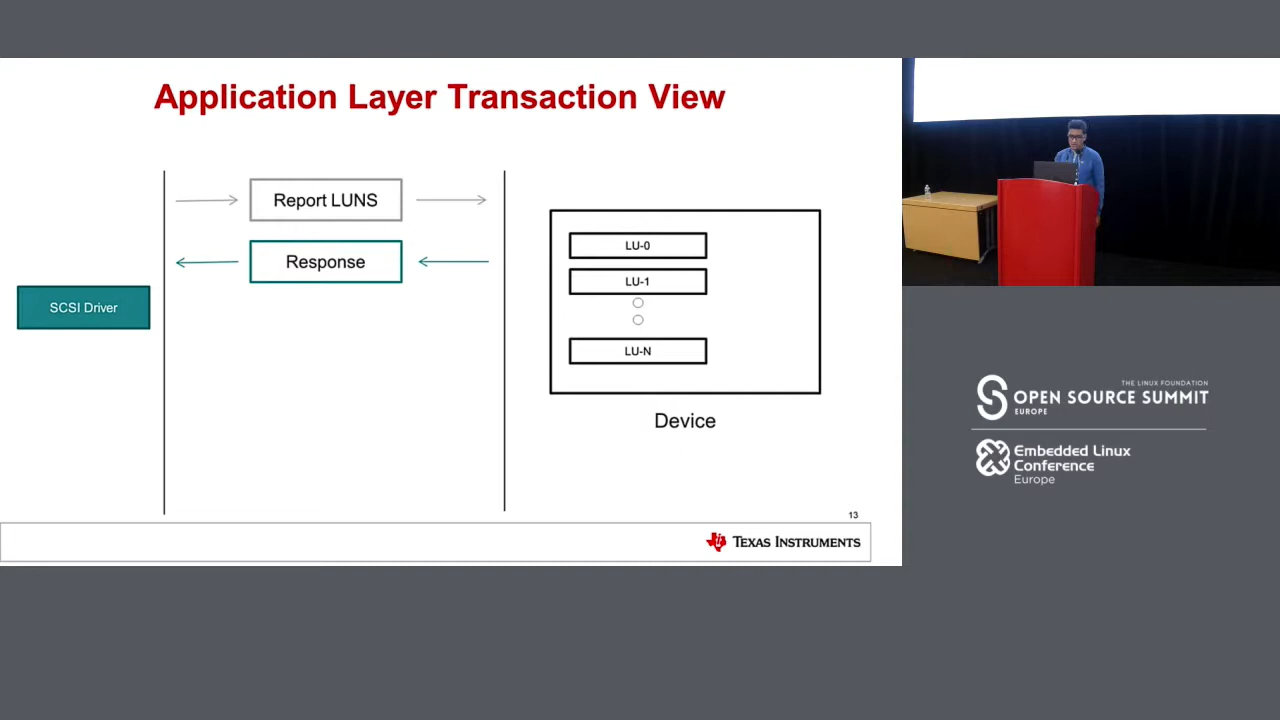 Application Layer Transaction View
Report LUNS
Response
SCSI Driver
LU-0
LU-1
LU-N
Device
13
TEXAS INSTRUMENTS
THE LINUX FOUNDATION
OPEN SOURCE SUMMIT
EUROPE
Embedded Linux
Conference
Europe